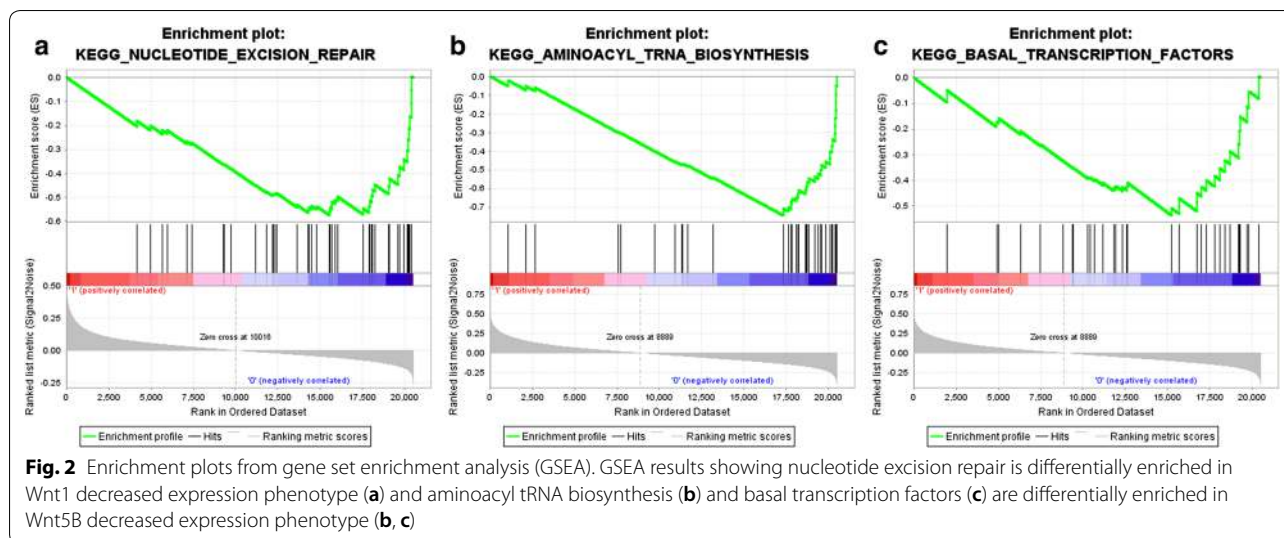 a
Enrichment plot:
KEGG_NUCLEOTIDE_EXCISION_REPAIR
Enrichment score (ES)
0.0
-0.1
-0.2
-0.3
-0.4
-0.5
-0.6
'1' (positively correlated)
Ranked list metric (Signal2Noise)
0.50
0.25
0.00
-0.25
Zero cross at 10016
'0' (negatively correlated)
0 2,500 5,000 7,500 10,000 12,500 15,000 17,500 20,000
Rank in Ordered Dataset
Enrichment profile Hits Ranking metric scores
b
Enrichment plot:
KEGG_AMINOACYL_TRNA_BIOSYNTHESIS
Enrichment score (ES)
0.0
-0.1
-0.2
-0.3
-0.4
-0.5
-0.6
-0.7
'1' (positively correlated)
Ranked list metric (Signal2Noise)
0.75
0.50
0.25
0.00
-0.25
Zero cross at 8889
'0' (negatively correlated)
0 2,500 5,000 7,500 10,000 12,500 15,000 17,500 20,000
Rank in Ordered Dataset
Enrichment profile Hits Ranking metric scores
c
Enrichment plot:
KEGG_BASAL_TRANSCRIPTION_FACTORS
Enrichment score (ES)
0.0
-0.1
-0.2
-0.3
-0.4
-0.5
'1' (positively correlated)
Ranked list metric (Signal2Noise)
0.75
0.50
0.25
0.00
-0.25
Zero cross at 8889
'0' (negatively correlated)
0 2,500 5,000 7,500 10,000 12,500 15,000 17,500 20,000
Rank in Ordered Dataset
Enrichment profile Hits Ranking metric scores
Fig. 2 Enrichment plots from gene set enrichment analysis (GSEA). GSEA results showing nucleotide excision repair is differentially enriched in
Wnt1 decreased expression phenotype (a) and aminoacyl tRNA biosynthesis (b) and basal transcription factors (c) are differentially enriched in
Wnt5B decreased expression phenotype (b, c)